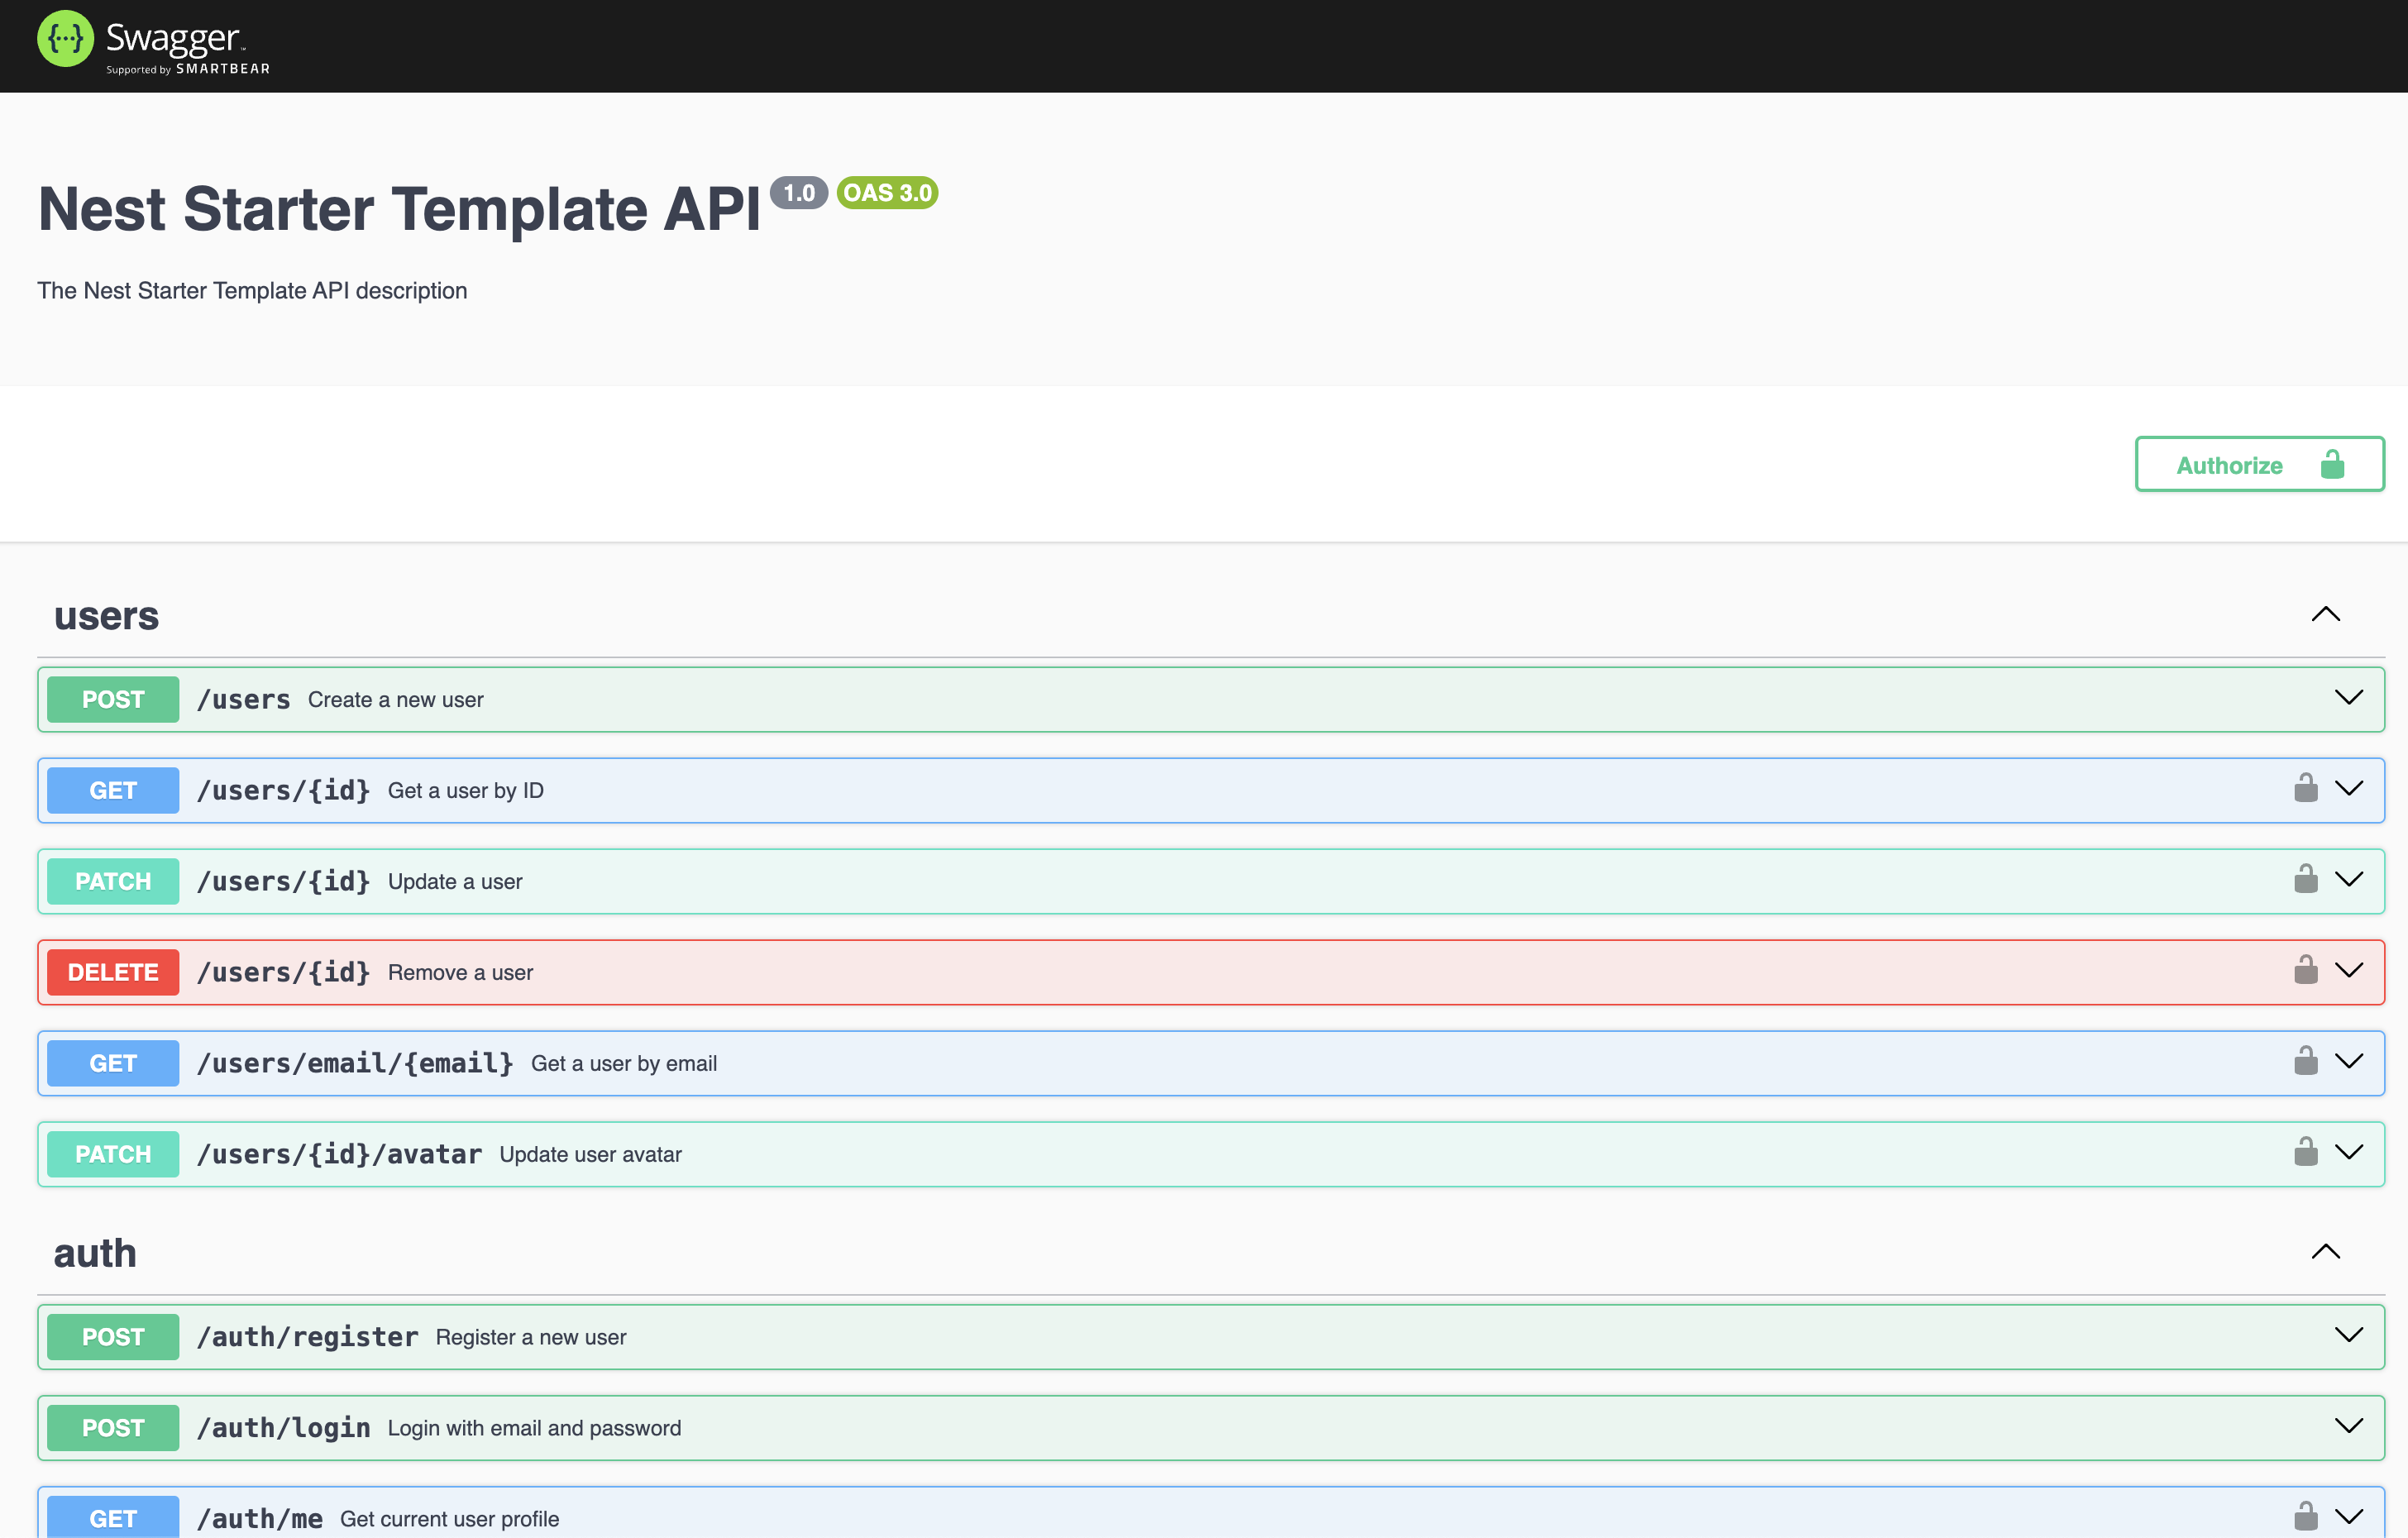 {···} Swagger™
Supported by SMARTBEAR
Nest Starter Template API 1.0 OAS 3.0
The Nest Starter Template API description
Authorize
users
POST /users Create a new user
GET /users/{id} Get a user by ID
PATCH /users/{id} Update a user
DELETE /users/{id} Remove a user
GET /users/email/{email} Get a user by email
PATCH /users/{id}/avatar Update user avatar
auth
POST /auth/register Register a new user
POST /auth/login Login with email and password
GET /auth/me Get current user profile